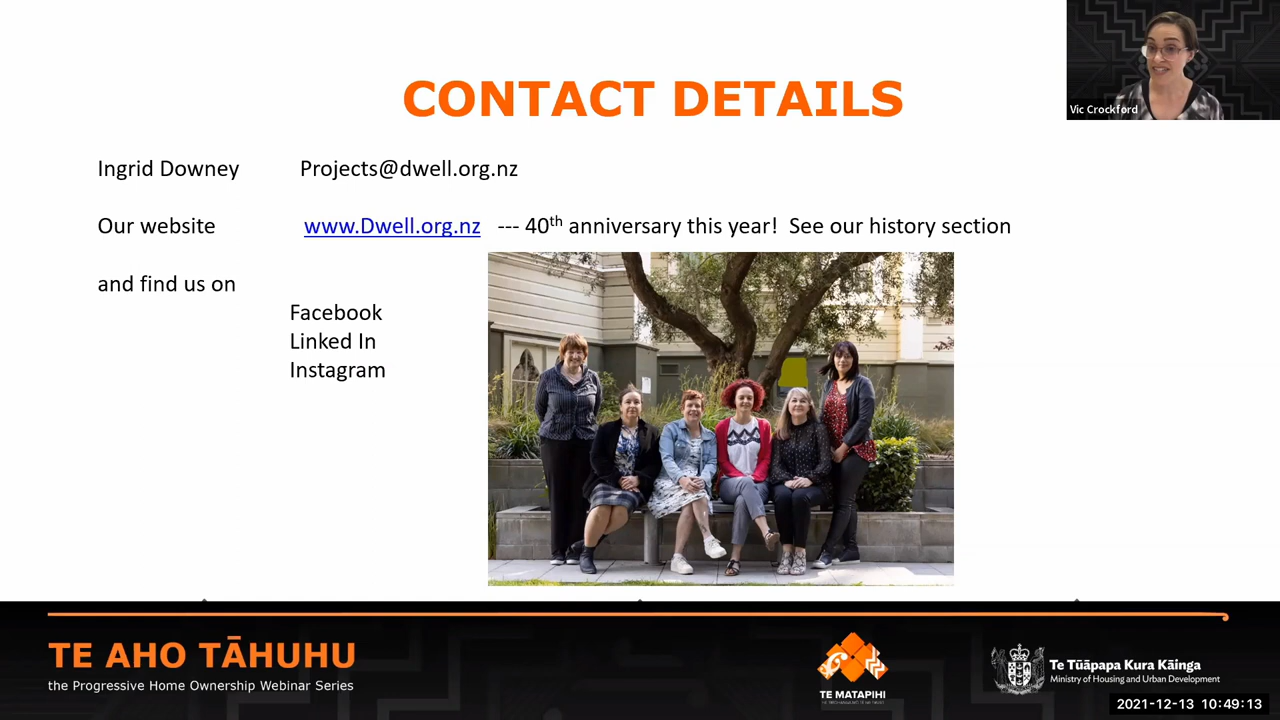 CONTACT DETAILS
Vic Crockford
Ingrid Downey Projects@dwell.org.nz
Our website www.Dwell.org.nz --- 40th anniversary this year! See our history section
and find us on
Facebook
Linked In
Instagram
TE AHO TĀHUHU
the Progressive Home Ownership Webinar Series
TE MATAPIHI
Te Tūāpapa Kura Kāinga
Ministry of Housing and Urban Development
2021-12-13 10:49:13